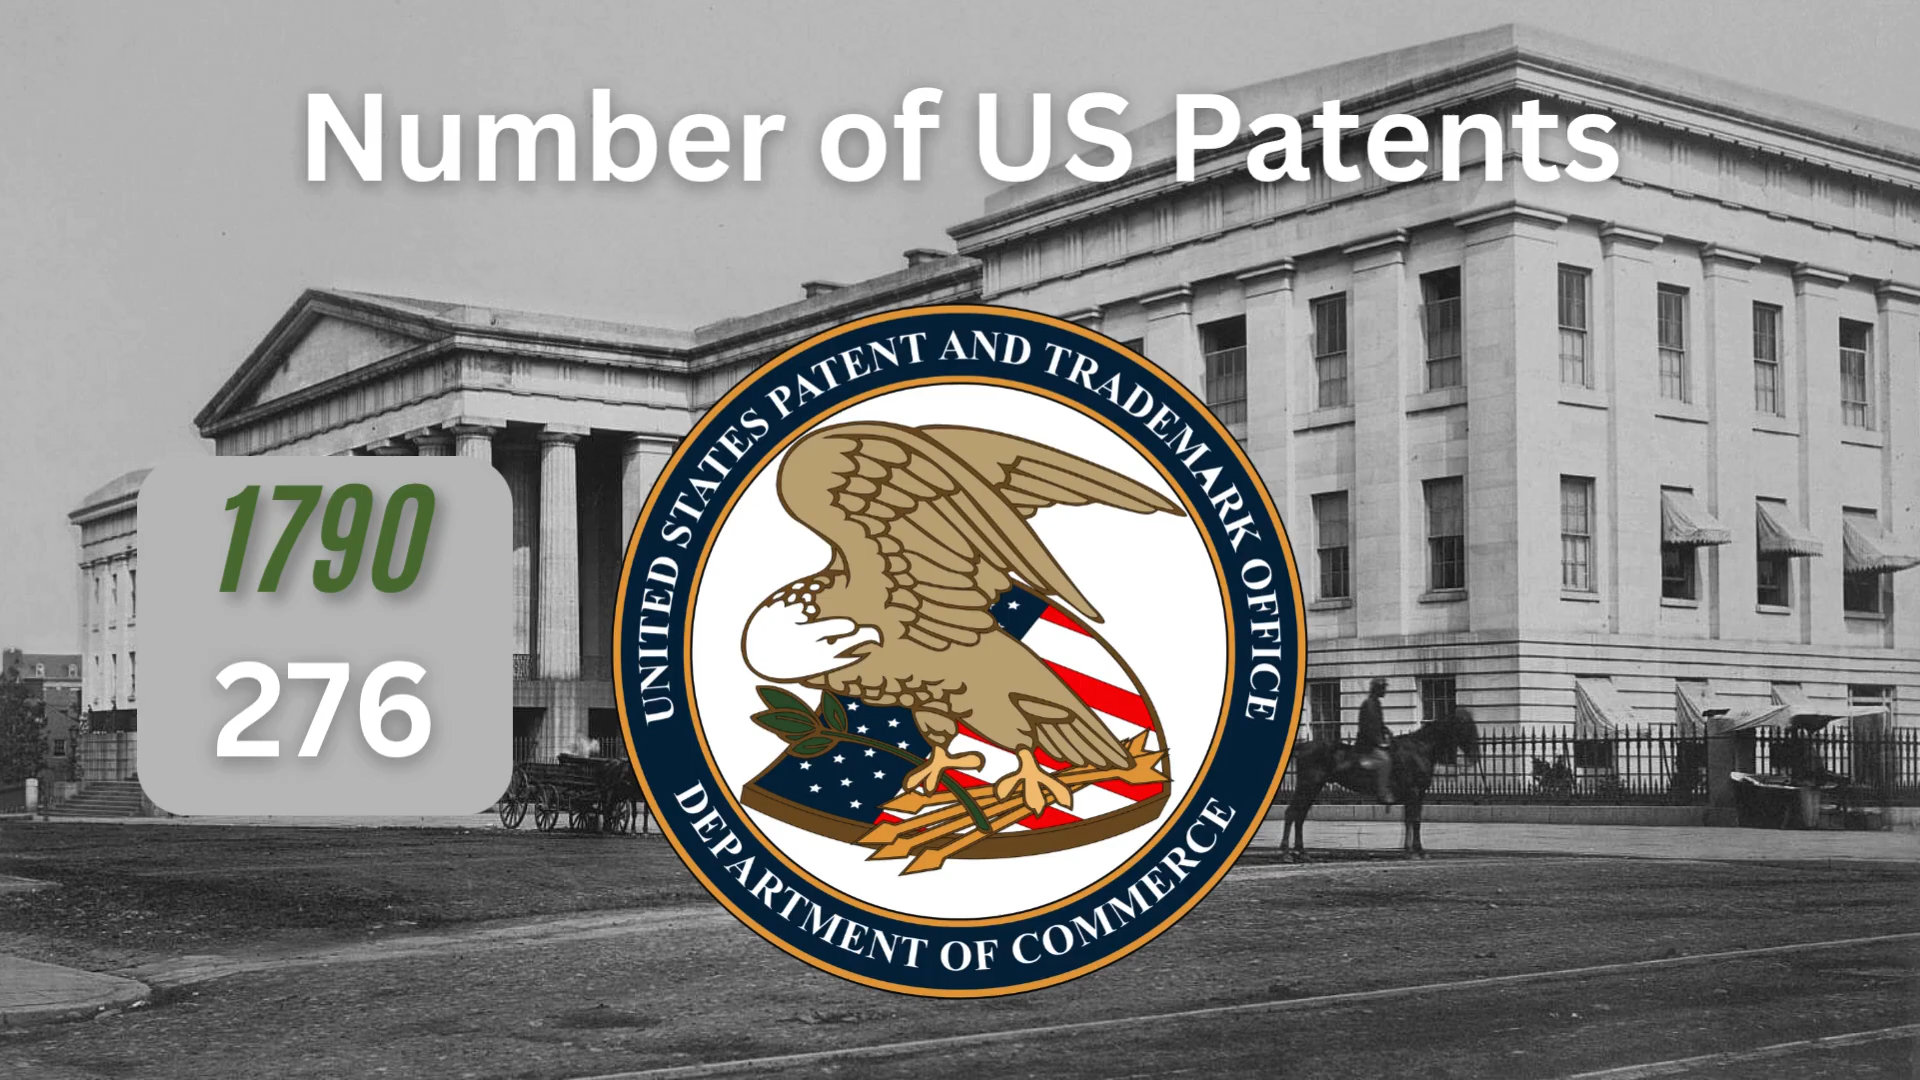 Number of US Patents
1790
276
UNITED STATES PATENT AND TRADEMARK OFFICE
DEPARTMENT OF COMMERCE